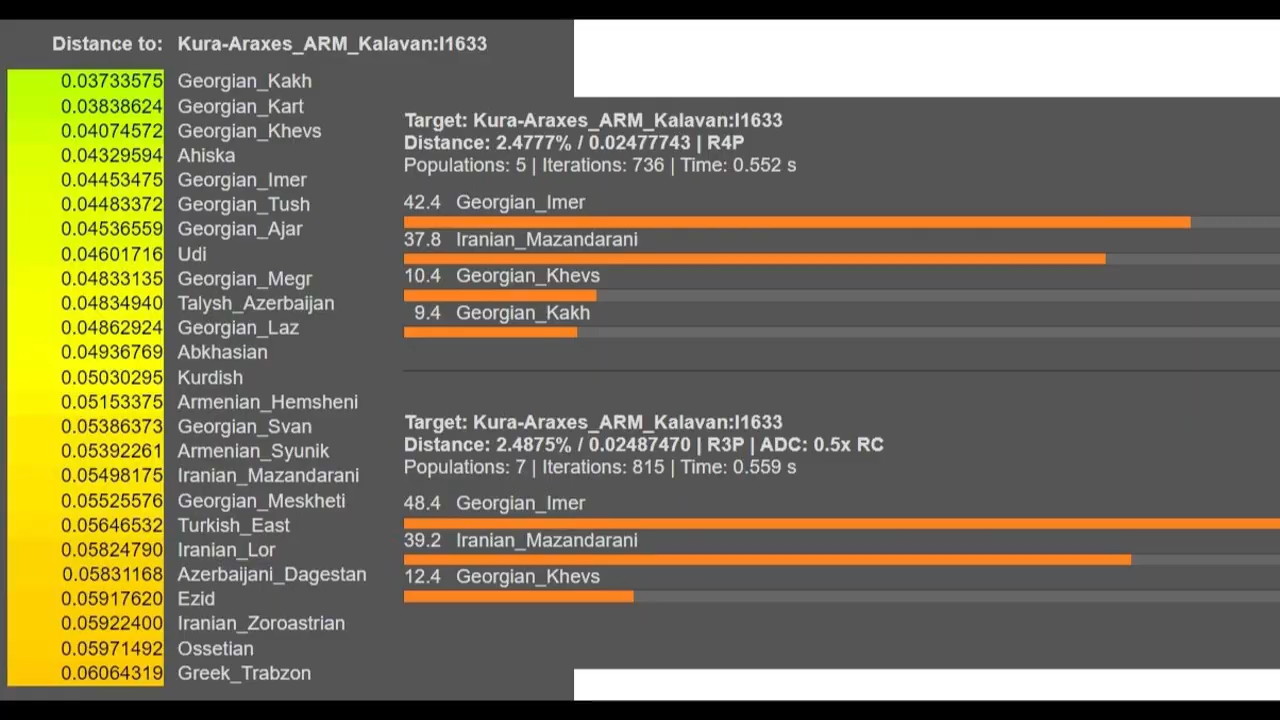 Distance to: Kura-Araxes_ARM_Kalavan:I1633
0.03733575 Georgian_Kakh
0.03838624 Georgian_Kart
0.04074572 Georgian_Khevs
0.04329594 Ahiska
0.04453475 Georgian_Imer
0.04483372 Georgian_Tush
0.04536559 Georgian_Ajar
0.04601716 Udi
0.04833135 Georgian_Megr
0.04834940 Talysh_Azerbaijan
0.04862924 Georgian_Laz
0.04936769 Abkhasian
0.05030295 Kurdish
0.05153375 Armenian_Hemsheni
0.05386373 Georgian_Svan
0.05392261 Armenian_Syunik
0.05498175 Iranian_Mazandarani
0.05525576 Georgian_Meskheti
0.05646532 Turkish_East
0.05824790 Iranian_Lor
0.05831168 Azerbaijani_Dagestan
0.05917620 Ezid
0.05922400 Iranian_Zoroastrian
0.05971492 Ossetian
0.06064319 Greek_Trabzon
Target: Kura-Araxes_ARM_Kalavan:I1633
Distance: 2.4777% / 0.02477743 | R4P
Populations: 5 | Iterations: 736 | Time: 0.552 s
42.4 Georgian_Imer
37.8 Iranian_Mazandarani
10.4 Georgian_Khevs
9.4 Georgian_Kakh
Target: Kura-Araxes_ARM_Kalavan:I1633
Distance: 2.4875% / 0.02487470 | R3P | ADC: 0.5x RC
Populations: 7 | Iterations: 815 | Time: 0.559 s
48.4 Georgian_Imer
39.2 Iranian_Mazandarani
12.4 Georgian_Khevs